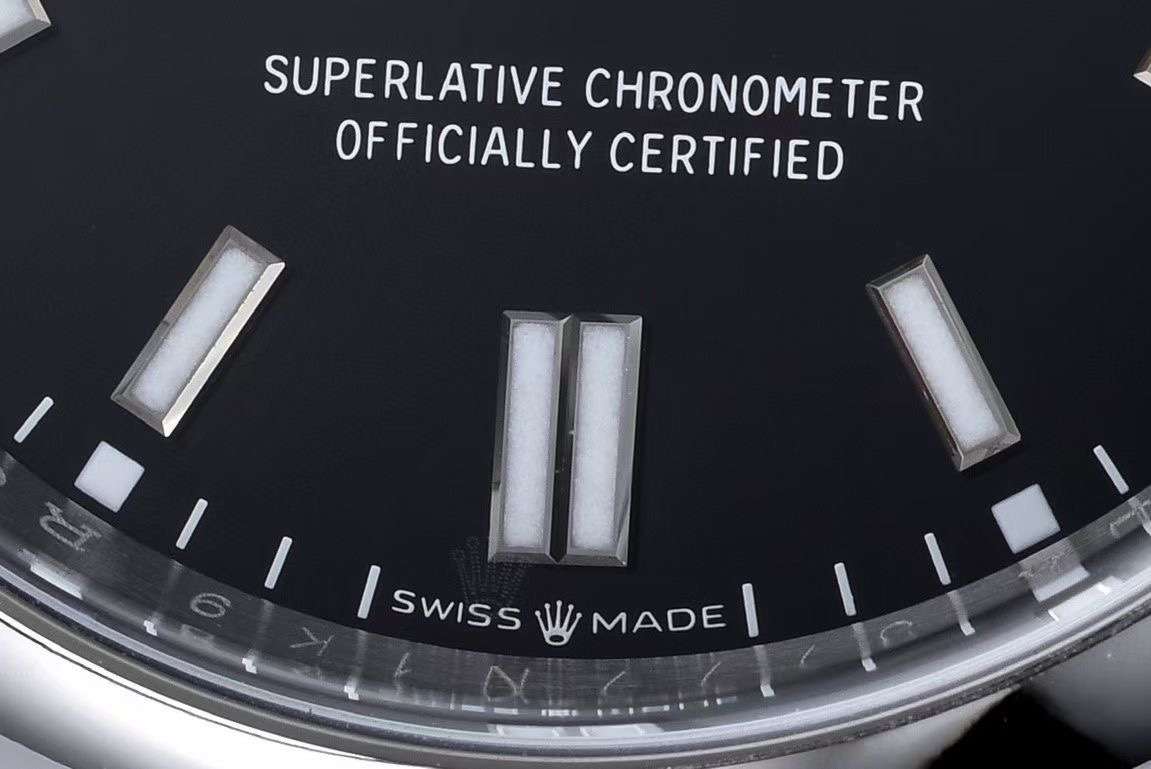 SUPERLATIVE CHRONOMETER
OFFICIALLY CERTIFIED
SWISS MADE